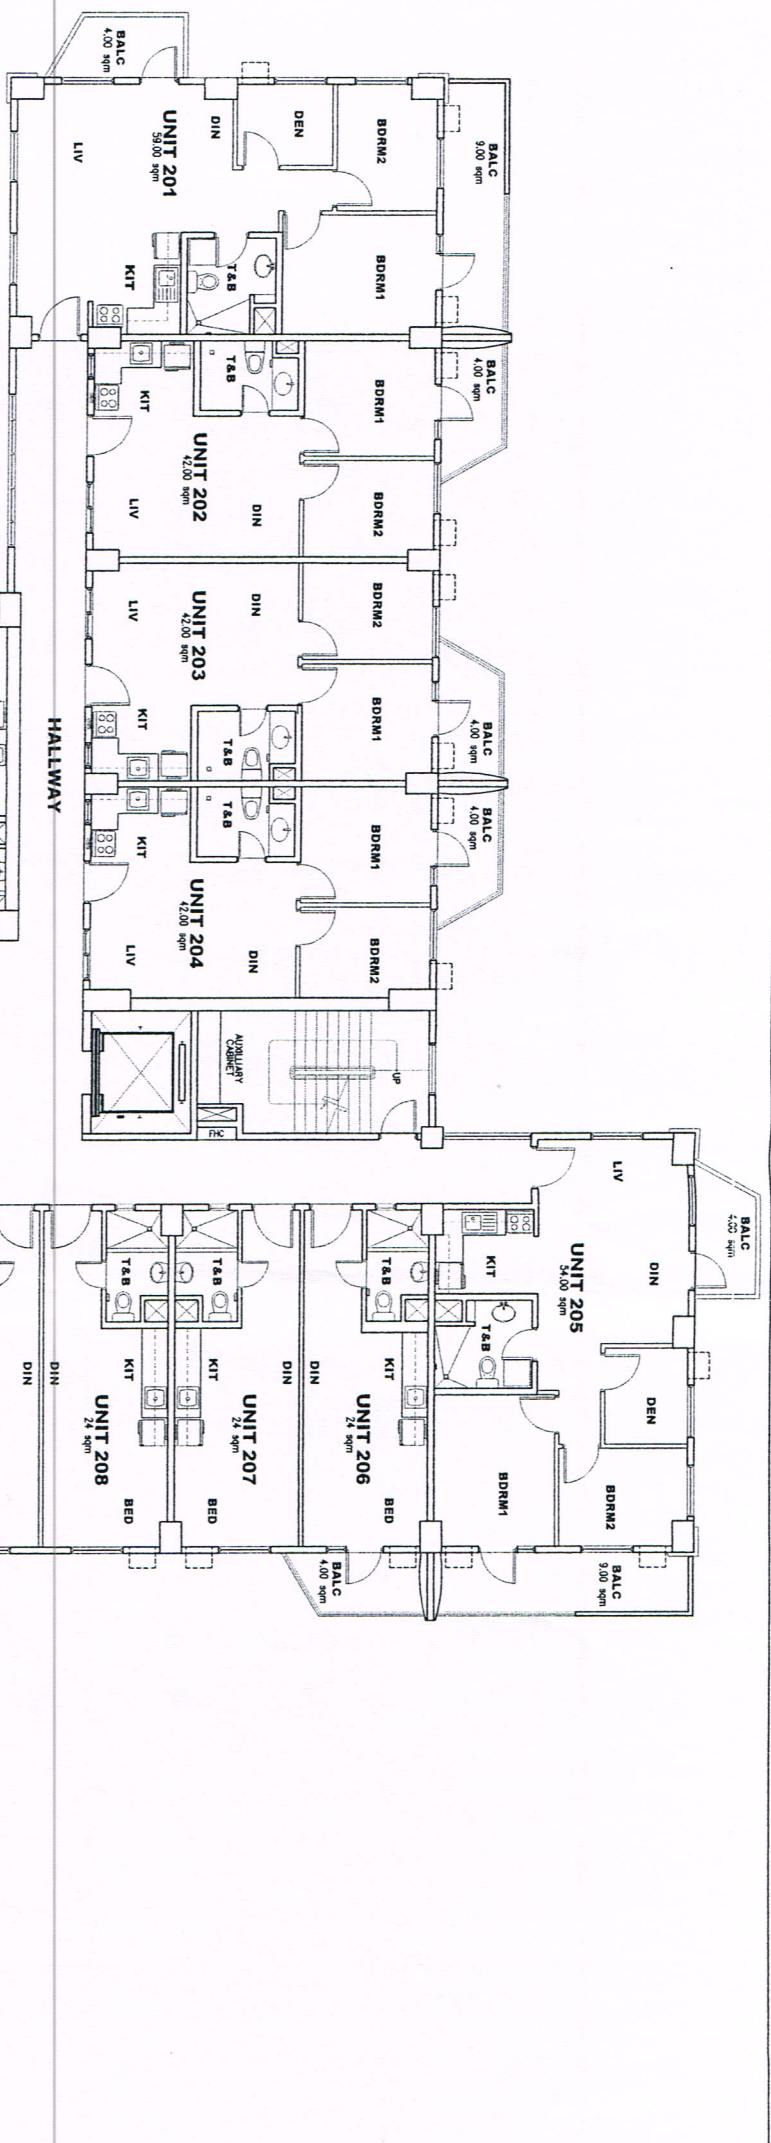 BALC
4.00 sqm
BALC
9.00 sqm
BDRM2
DEN
DIN
UNIT 201
59.00 sqm
LIV
BDRM1
T&B
KIT
BALC
4.00 sqm
BDRM1
T&B
KIT
UNIT 202
42.00 sqm
BDRM2
DIN
LIV
BDRM2
DIN
UNIT 203
42.00 sqm
LIV
BALC
4.00 sqm
BDRM1
T&B
KIT
HALLWAY
BALC
4.00 sqm
BDRM1
T&B
KIT
UNIT 204
42.00 sqm
BDRM2
DIN
LIV
UP
AUXILLIARY
CABINET
FHC
LIV
BALC
4.00 sqm
DIN
UNIT 205
54.00 sqm
KIT
T&B
DEN
BDRM1
BDRM2
BALC
9.00 sqm
T&B
KIT
DIN
UNIT 206
24 sqm
BED
BALC
4.00 sqm
T&B
KIT
DIN
UNIT 207
24 sqm
BED
T&B
KIT
DIN
UNIT 208
24 sqm
BED
DIN